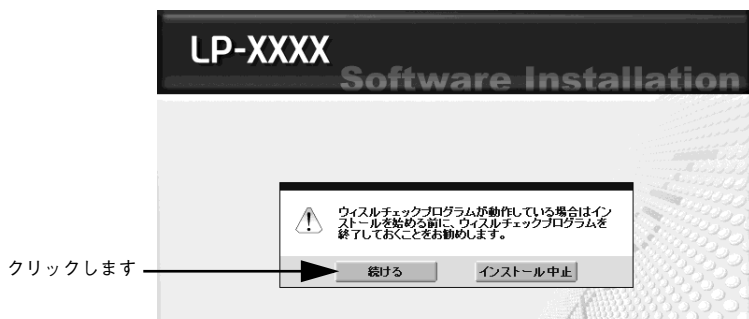 LP-XXXX
Software Installation
ウィスルチェックプログラムが動作している場合はイン
ストールを始める前に、ウィスルチェックプログラムを
終了しておくことをお勧めします。
クリックします
続ける
インストール中止